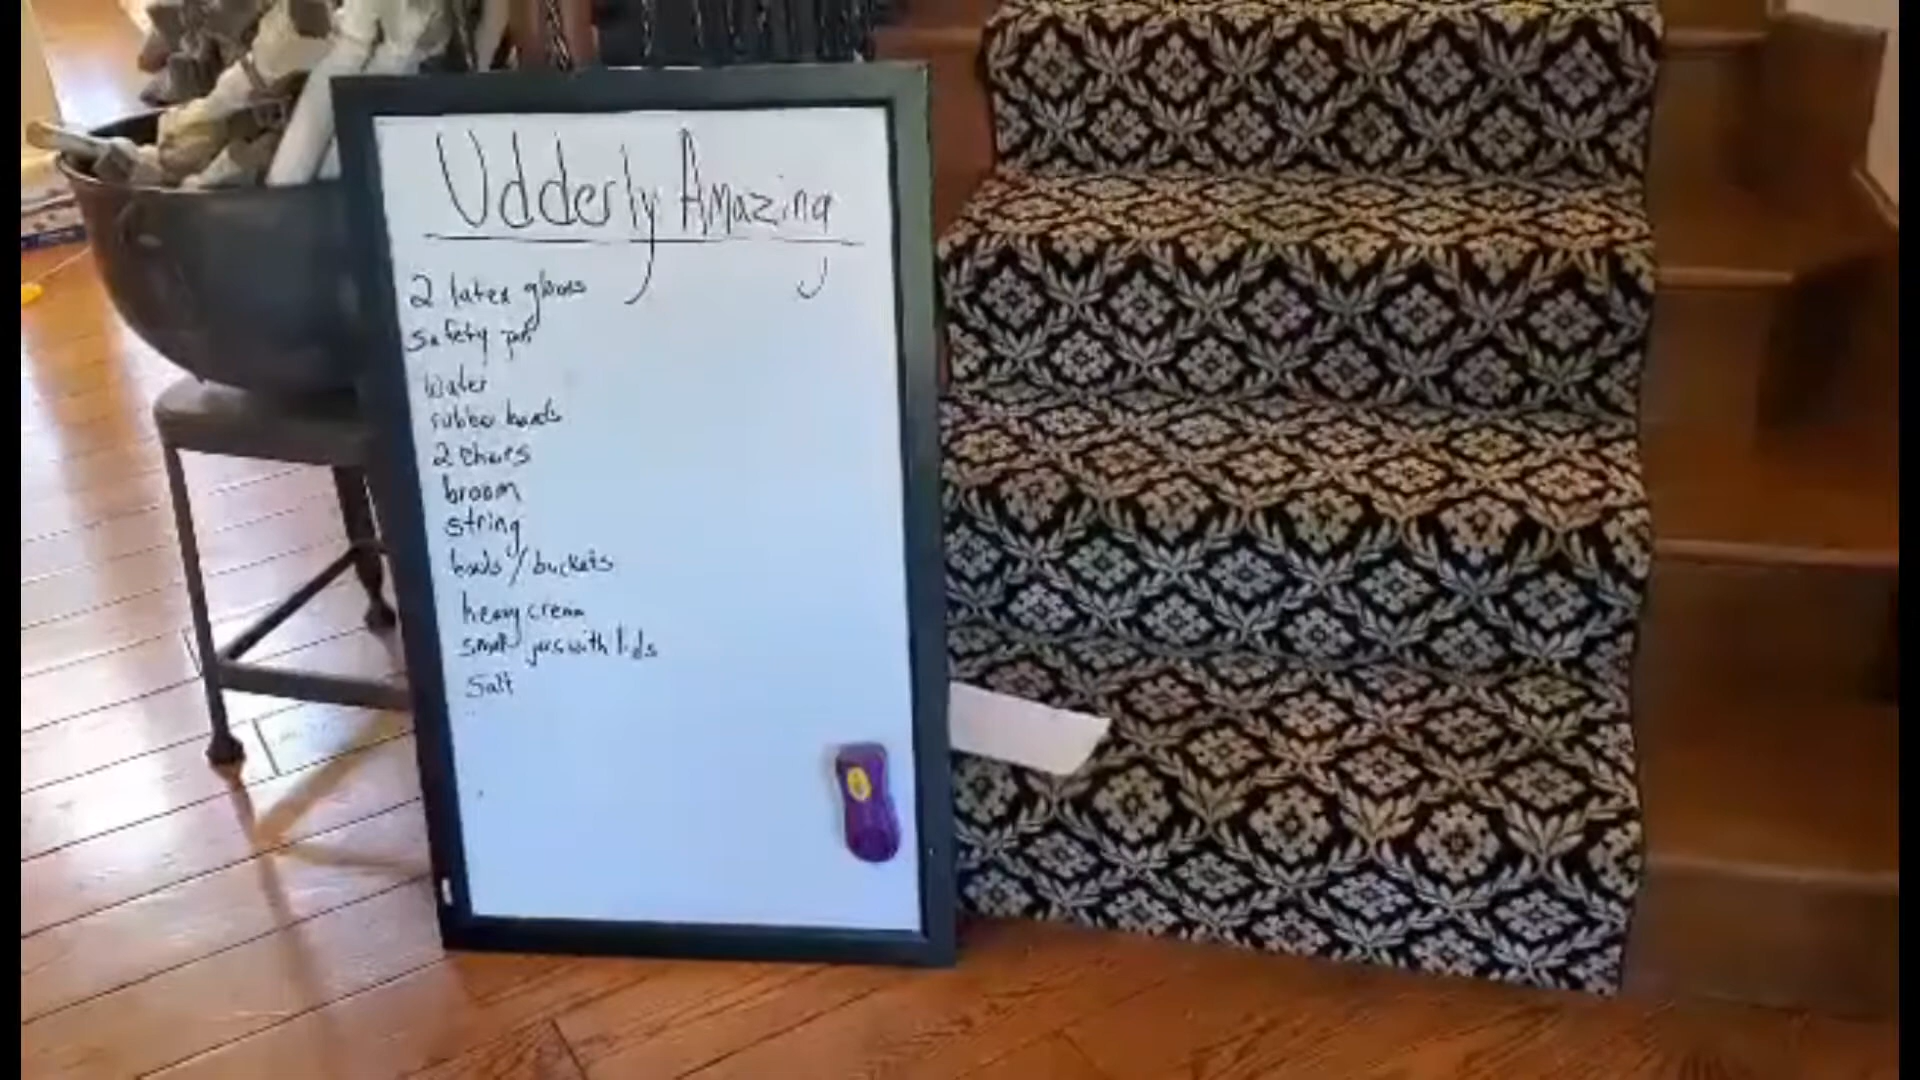 Udderly Amazing
2 latex gloves
safety pin
water
rubber bands
2 chairs
broom
string
bowls / buckets
heavy cream
small jars with lids
Salt